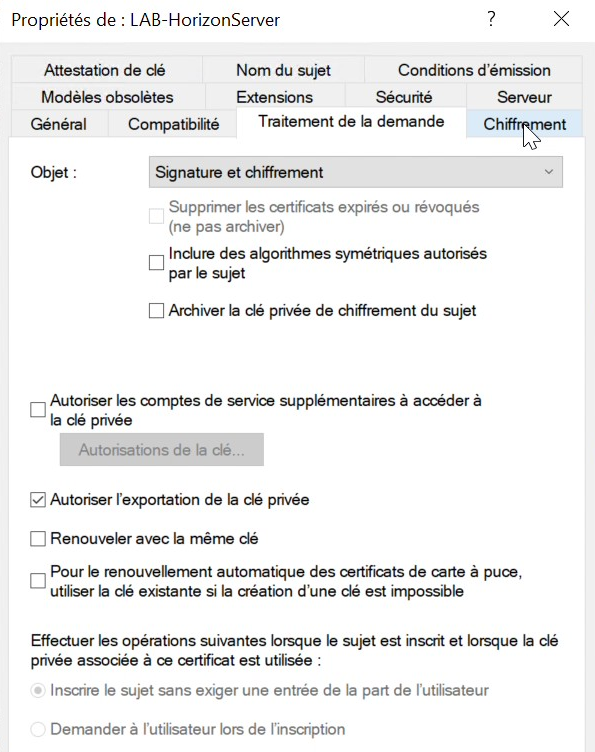 Propriétés de : LAB-HorizonServer
?
Attestation de clé
Nom du sujet
Conditions d'émission
Modèles obsolètes
Extensions
Sécurité
Serveur
Général
Compatibilité
Traitement de la demande
Chiffrement
Objet :
Signature et chiffrement
Supprimer les certificats expirés ou révoqués
(ne pas archiver)
Inclure des algorithmes symétriques autorisés
par le sujet
Archiver la clé privée de chiffrement du sujet
Autoriser les comptes de service supplémentaires à accéder à
la clé privée
Autorisations de la clé...
Autoriser l'exportation de la clé privée
Renouveler avec la même clé
Pour le renouvellement automatique des certificats de carte à puce,
utiliser la clé existante si la création d'une clé est impossible
Effectuer les opérations suivantes lorsque le sujet est inscrit et lorsque la clé
privée associée à ce certificat est utilisée :
Inscrire le sujet sans exiger une entrée de la part de l'utilisateur
Demander à l'utilisateur lors de l'inscription